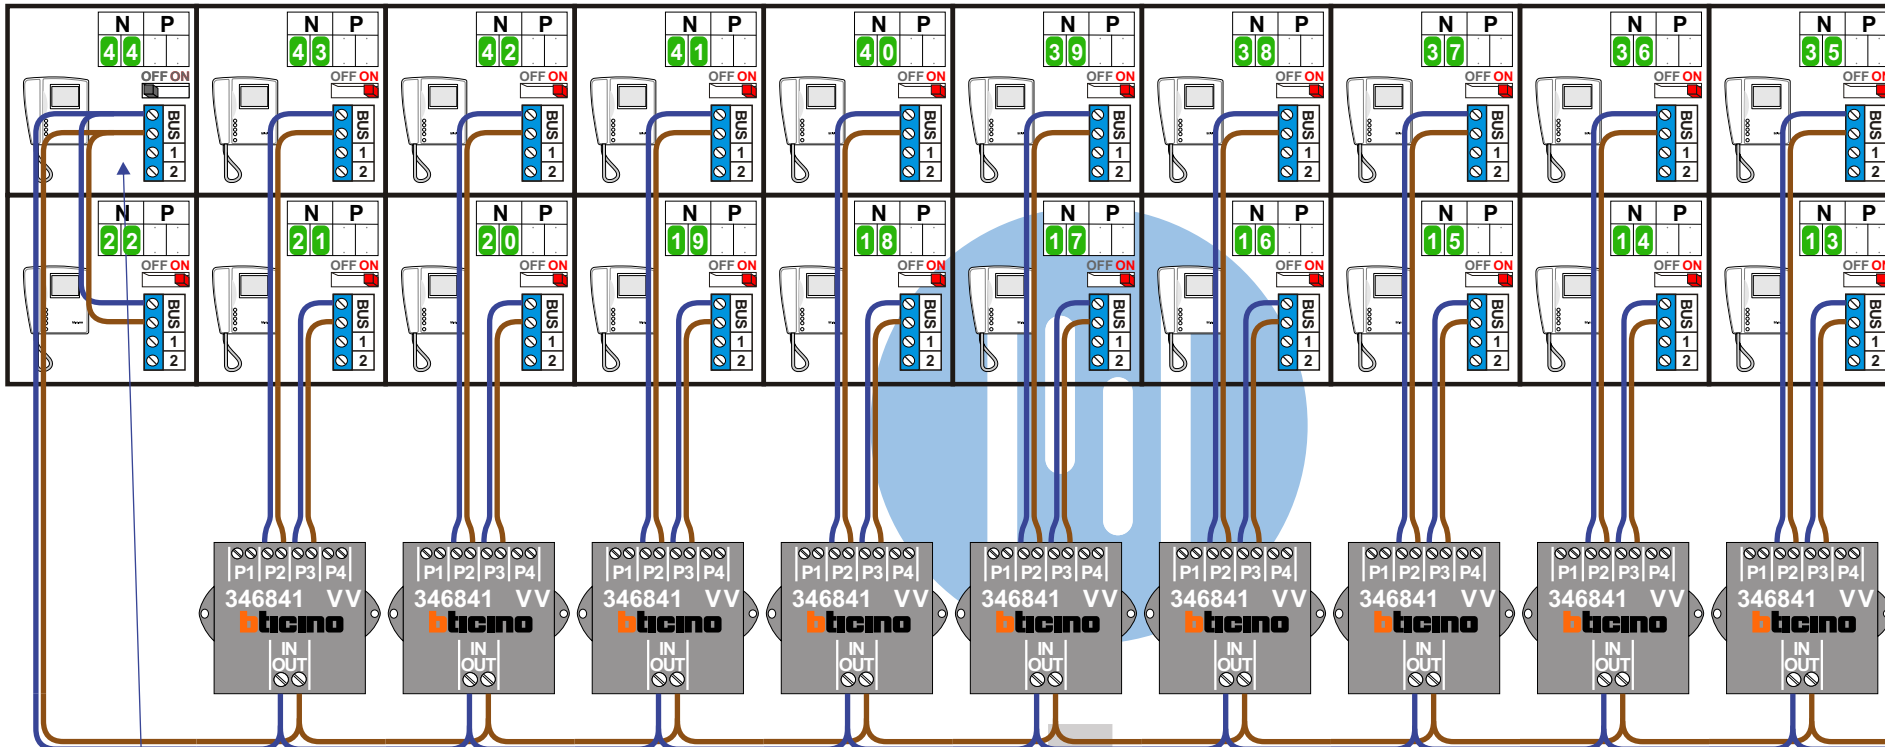 N P N P N P N P N P N P N P N P N P N P
44 43 42 41 40 39 38 37 36 35
OFF ON OFF ON OFF ON OFF ON OFF ON OFF ON OFF ON OFF ON OFF ON OFF ON
BUS BUS BUS BUS BUS BUS BUS BUS BUS BUS
1 1 1 1 1 1 1 1 1 1
2 2 2 2 2 2 2 2 2 2
N P N P N P N P N P N P N P N P N P N P
22 21 20 19 18 17 16 15 14 13
OFF ON OFF ON OFF ON OFF ON OFF ON OFF ON OFF ON OFF ON OFF ON OFF ON
BUS BUS BUS BUS BUS BUS BUS BUS BUS BUS
1 1 1 1 1 1 1 1 1 1
2 2 2 2 2 2 2 2 2 2
P1 P2 P3 P4 P1 P2 P3 P4 P1 P2 P3 P4 P1 P2 P3 P4 P1 P2 P3 P4 P1 P2 P3 P4 P1 P2 P3 P4 P1 P2 P3 P4 P1 P2 P3 P4
346841 VV 346841 VV 346841 VV 346841 VV 346841 VV 346841 VV 346841 VV 346841 VV 346841 VV
bticino bticino bticino bticino bticino bticino bticino bticino bticino
IN IN IN IN IN IN IN IN IN
OUT OUT OUT OUT OUT OUT OUT OUT OUT